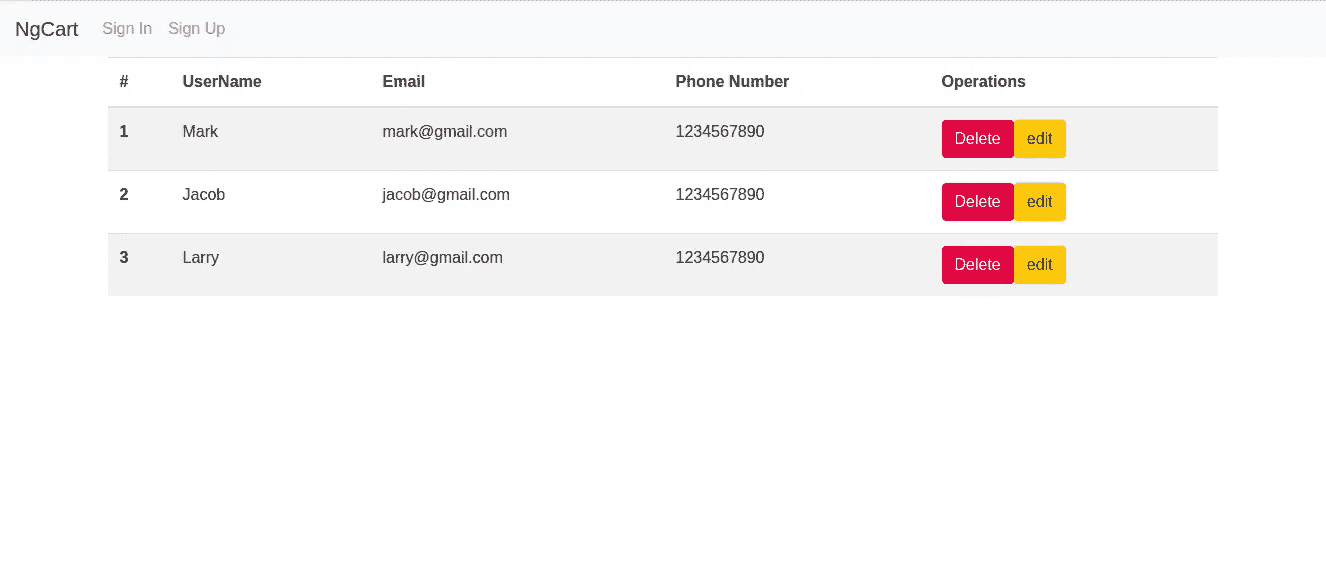 NgCart Sign In Sign Up
# UserName Email Phone Number Operations
1 Mark mark@gmail.com 1234567890 Delete edit
2 Jacob jacob@gmail.com 1234567890 Delete edit
3 Larry larry@gmail.com 1234567890 Delete edit